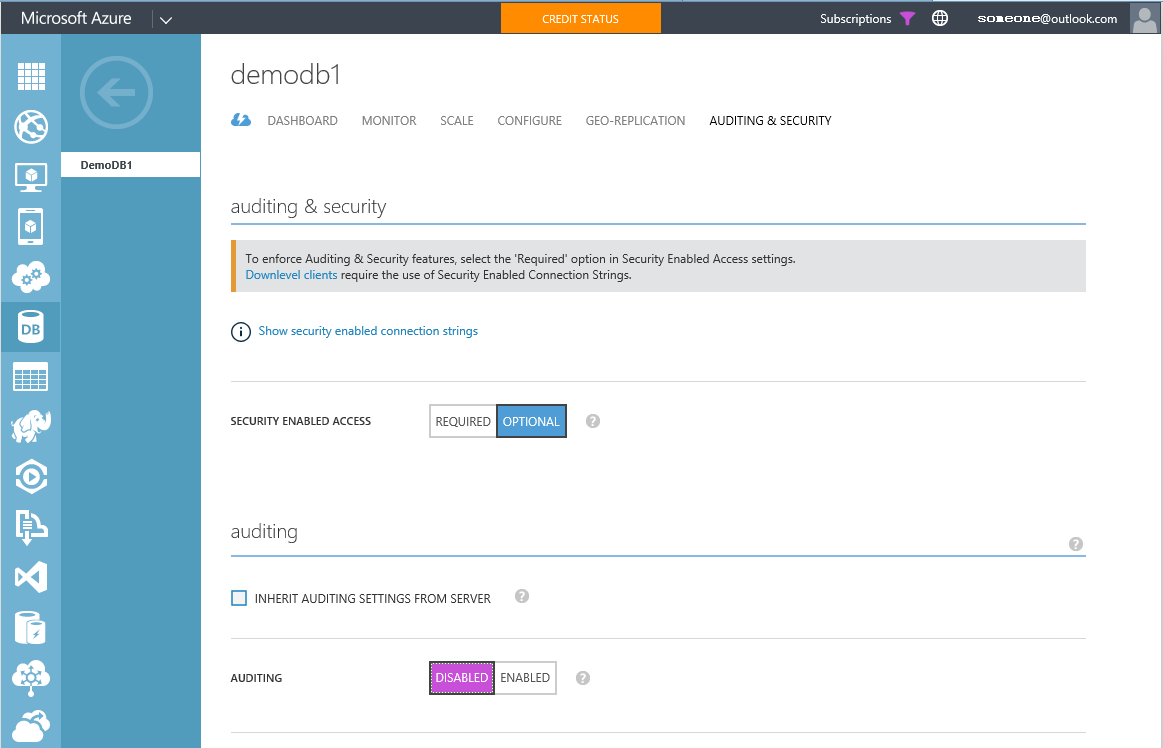 Microsoft Azure
CREDIT STATUS
Subscriptions
someone@outlook.com
DemoDB1
demodb1
DASHBOARD MONITOR SCALE CONFIGURE GEO-REPLICATION AUDITING & SECURITY
auditing & security
To enforce Auditing & Security features, select the 'Required' option in Security Enabled Access settings.
Downlevel clients require the use of Security Enabled Connection Strings.
i Show security enabled connection strings
SECURITY ENABLED ACCESS REQUIRED OPTIONAL ?
DB
auditing ?
INHERIT AUDITING SETTINGS FROM SERVER ?
AUDITING DISABLED ENABLED ?